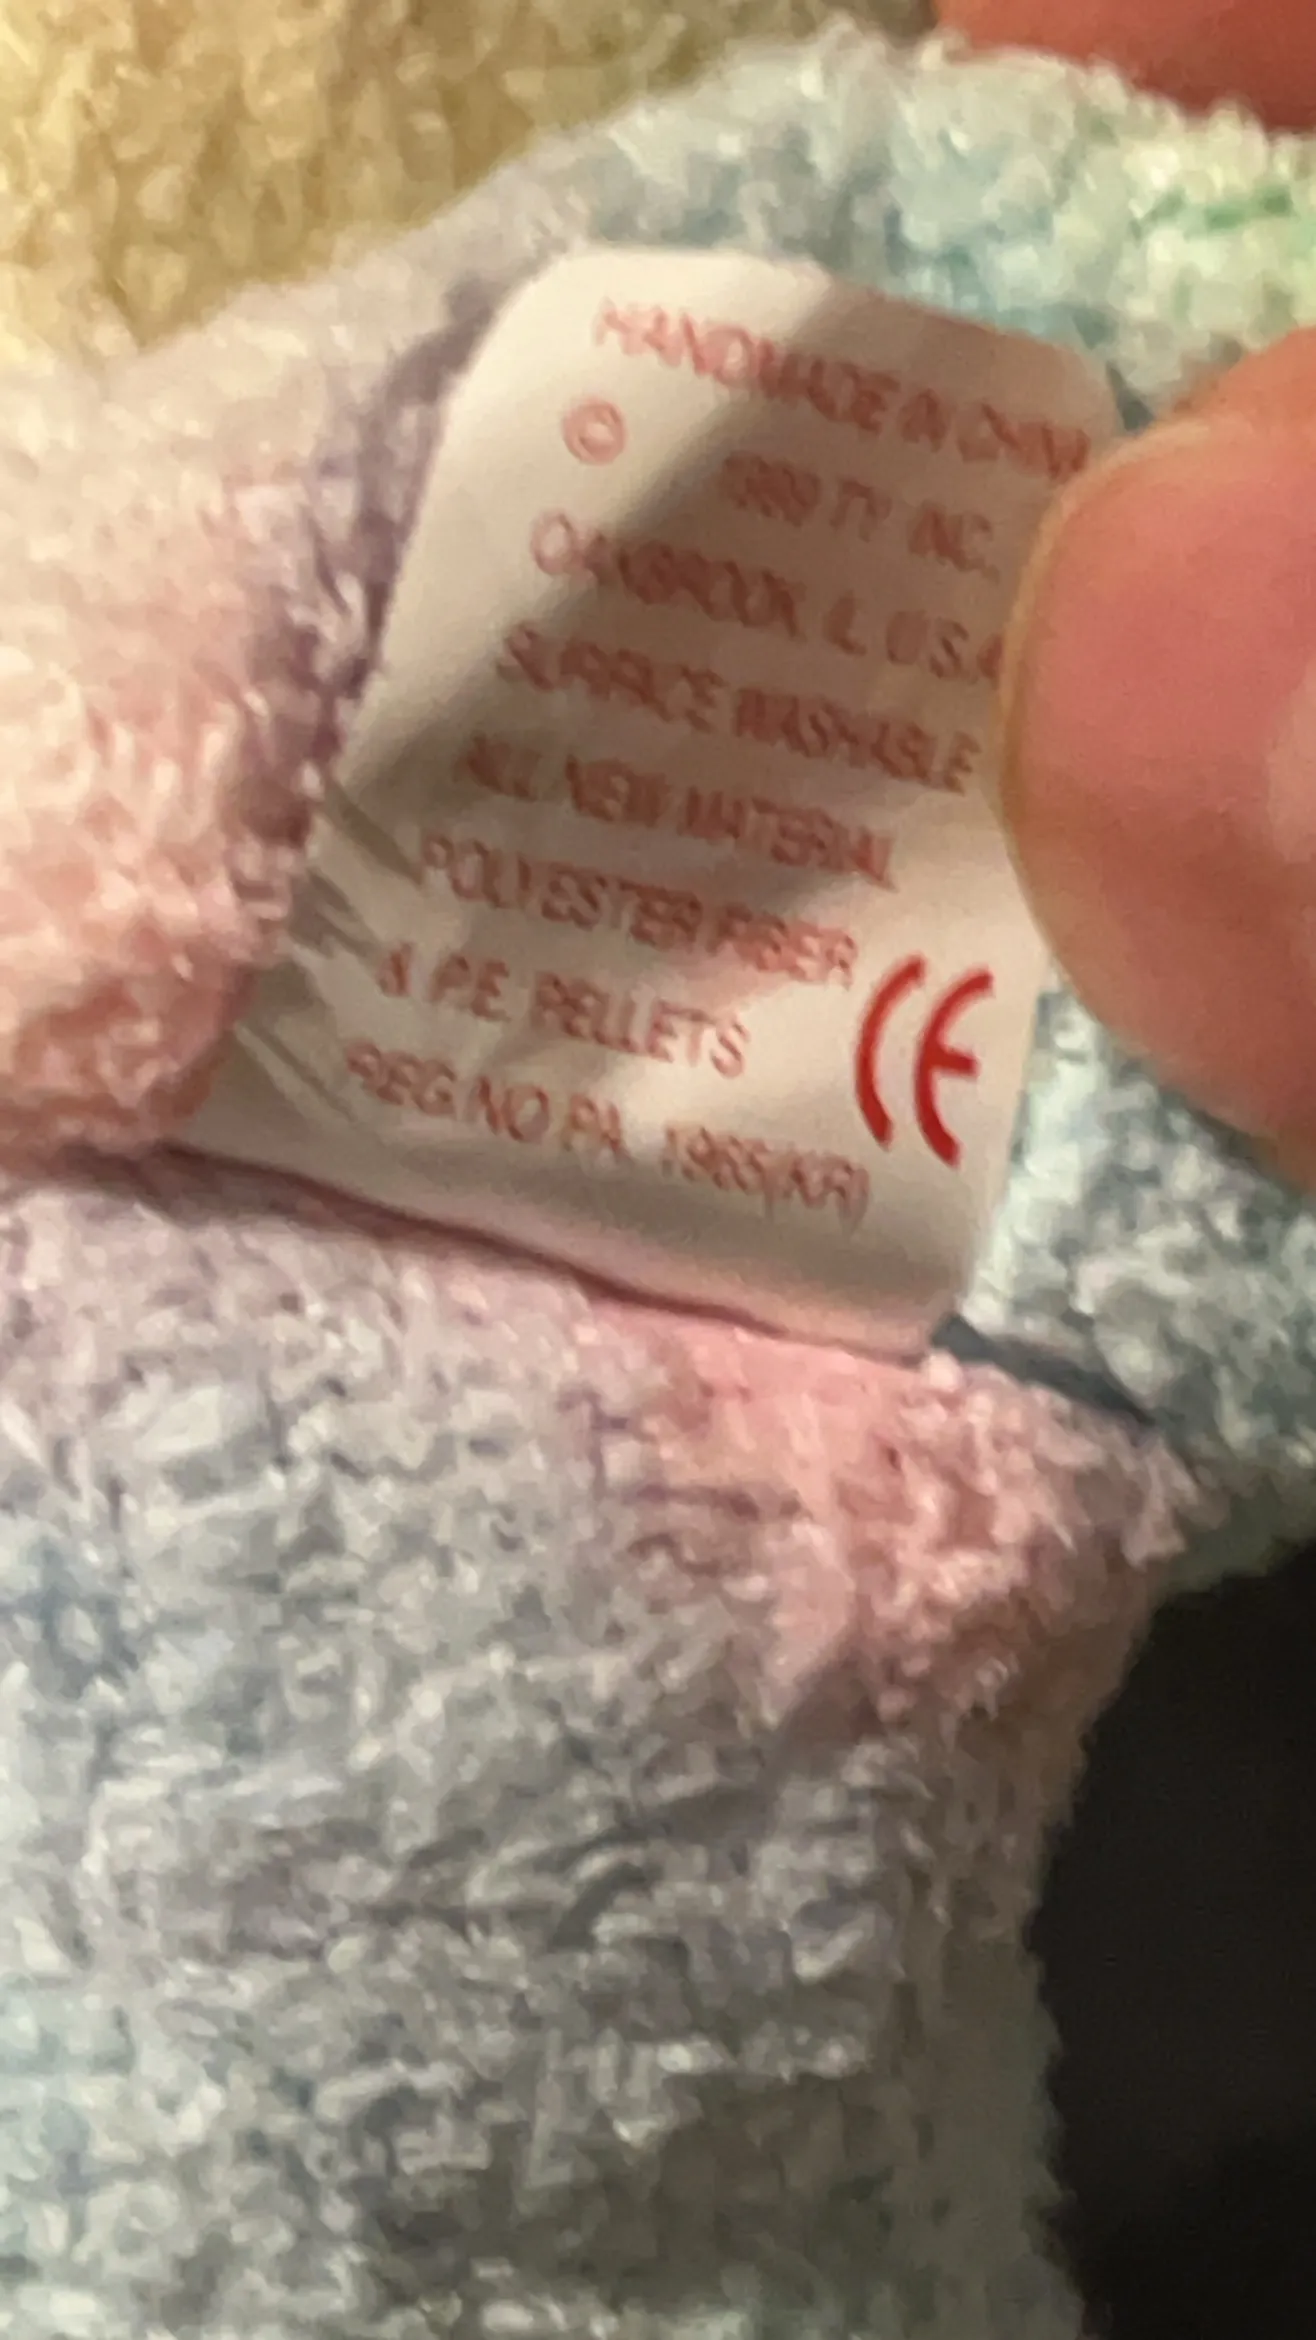 HANDMADE IN CHINA
© TY INC.
OAKBROOK IL U.S.A
SURFACE WASHABLE
ALL NEW MATERIAL
POLYESTER FIBER
& P.E. PELLETS CE
REG.NO PA. 1965(KR)